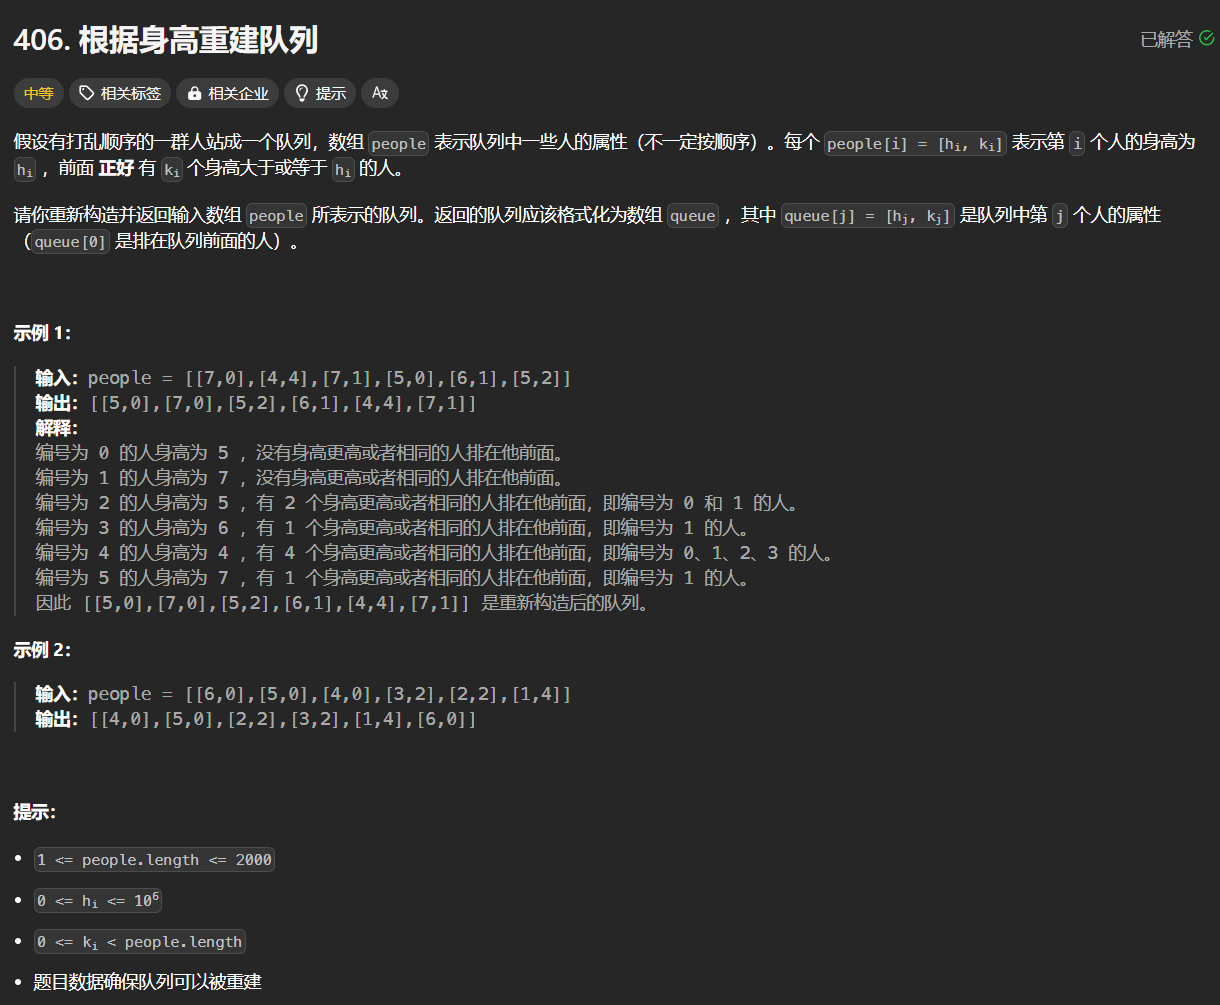 406. 根据身高重建队列
已解答
中等 相关标签 相关企业 提示 Aあ
假设有打乱顺序的一群人站成一个队列，数组 people 表示队列中一些人的属性（不一定按顺序）。每个 people[i] = [hᵢ, kᵢ] 表示第 i 个人的身高为
hᵢ ，前面 正好 有 kᵢ 个身高大于或等于 hᵢ 的人。
请你重新构造并返回输入数组 people 所表示的队列。返回的队列应该格式化为数组 queue ，其中 queue[j] = [hⱼ, kⱼ] 是队列中第 j 个人的属性
（queue[0] 是排在队列前面的人）。
示例 1：
输入：people = [[7,0],[4,4],[7,1],[5,0],[6,1],[5,2]]
输出：[[5,0],[7,0],[5,2],[6,1],[4,4],[7,1]]
解释：
编号为 0 的人身高为 5 ，没有身高更高或者相同的人排在他前面。
编号为 1 的人身高为 7 ，没有身高更高或者相同的人排在他前面。
编号为 2 的人身高为 5 ，有 2 个身高更高或者相同的人排在他前面，即编号为 0 和 1 的人。
编号为 3 的人身高为 6 ，有 1 个身高更高或者相同的人排在他前面，即编号为 1 的人。
编号为 4 的人身高为 4 ，有 4 个身高更高或者相同的人排在他前面，即编号为 0、1、2、3 的人。
编号为 5 的人身高为 7 ，有 1 个身高更高或者相同的人排在他前面，即编号为 1 的人。
因此 [[5,0],[7,0],[5,2],[6,1],[4,4],[7,1]] 是重新构造后的队列。
示例 2：
输入：people = [[6,0],[5,0],[4,0],[3,2],[2,2],[1,4]]
输出：[[4,0],[5,0],[2,2],[3,2],[1,4],[6,0]]
提示：
• 1 <= people.length <= 2000
• 0 <= hᵢ <= 10⁶
• 0 <= kᵢ < people.length
• 题目数据确保队列可以被重建